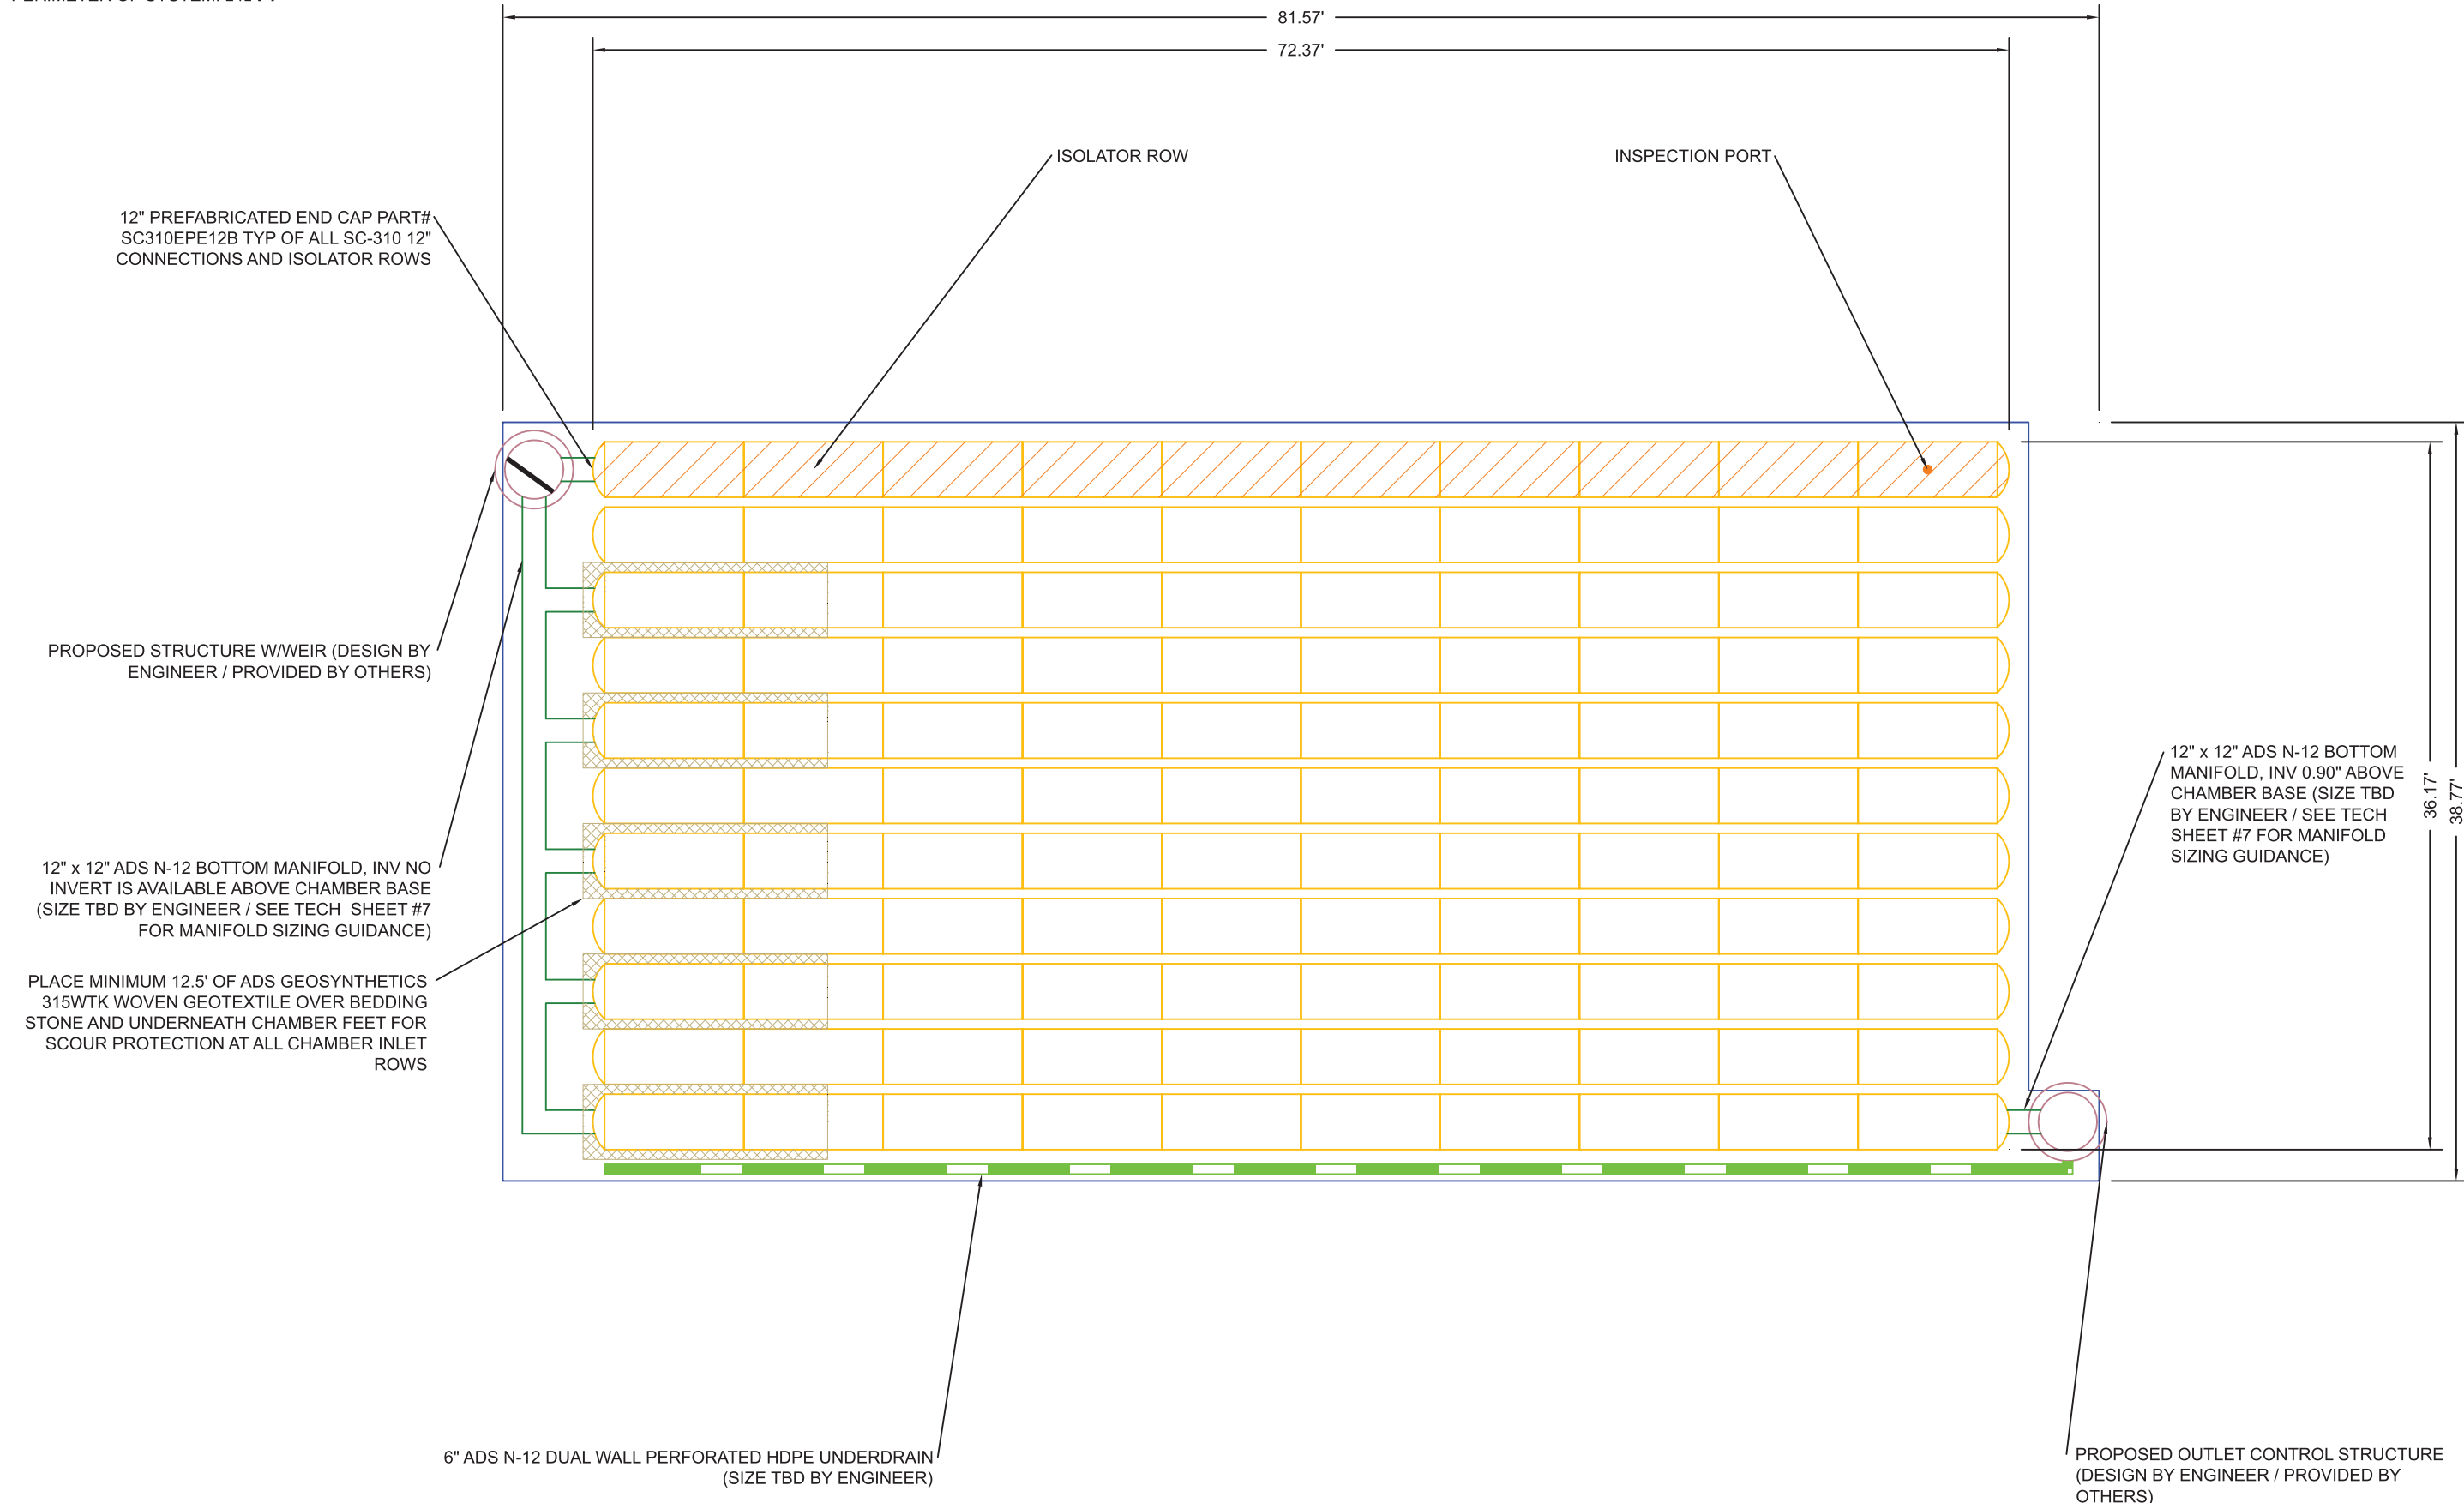 81.57'
72.37'
ISOLATOR ROW
INSPECTION PORT
12" PREFABRICATED END CAP PART#
SC310EPE12B TYP OF ALL SC-310 12"
CONNECTIONS AND ISOLATOR ROWS
PROPOSED STRUCTURE W/WEIR (DESIGN BY
ENGINEER / PROVIDED BY OTHERS)
12" x 12" ADS N-12 BOTTOM
MANIFOLD, INV 0.90" ABOVE
CHAMBER BASE (SIZE TBD
BY ENGINEER / SEE TECH
SHEET #7 FOR MANIFOLD
SIZING GUIDANCE)
36.17'
38.77'
12" x 12" ADS N-12 BOTTOM MANIFOLD, INV NO
INVERT IS AVAILABLE ABOVE CHAMBER BASE
(SIZE TBD BY ENGINEER / SEE TECH SHEET #7
FOR MANIFOLD SIZING GUIDANCE)
PLACE MINIMUM 12.5' OF ADS GEOSYNTHETICS
315WTK WOVEN GEOTEXTILE OVER BEDDING
STONE AND UNDERNEATH CHAMBER FEET FOR
SCOUR PROTECTION AT ALL CHAMBER INLET
ROWS
6" ADS N-12 DUAL WALL PERFORATED HDPE UNDERDRAIN
(SIZE TBD BY ENGINEER)
PROPOSED OUTLET CONTROL STRUCTURE
(DESIGN BY ENGINEER / PROVIDED BY
OTHERS)